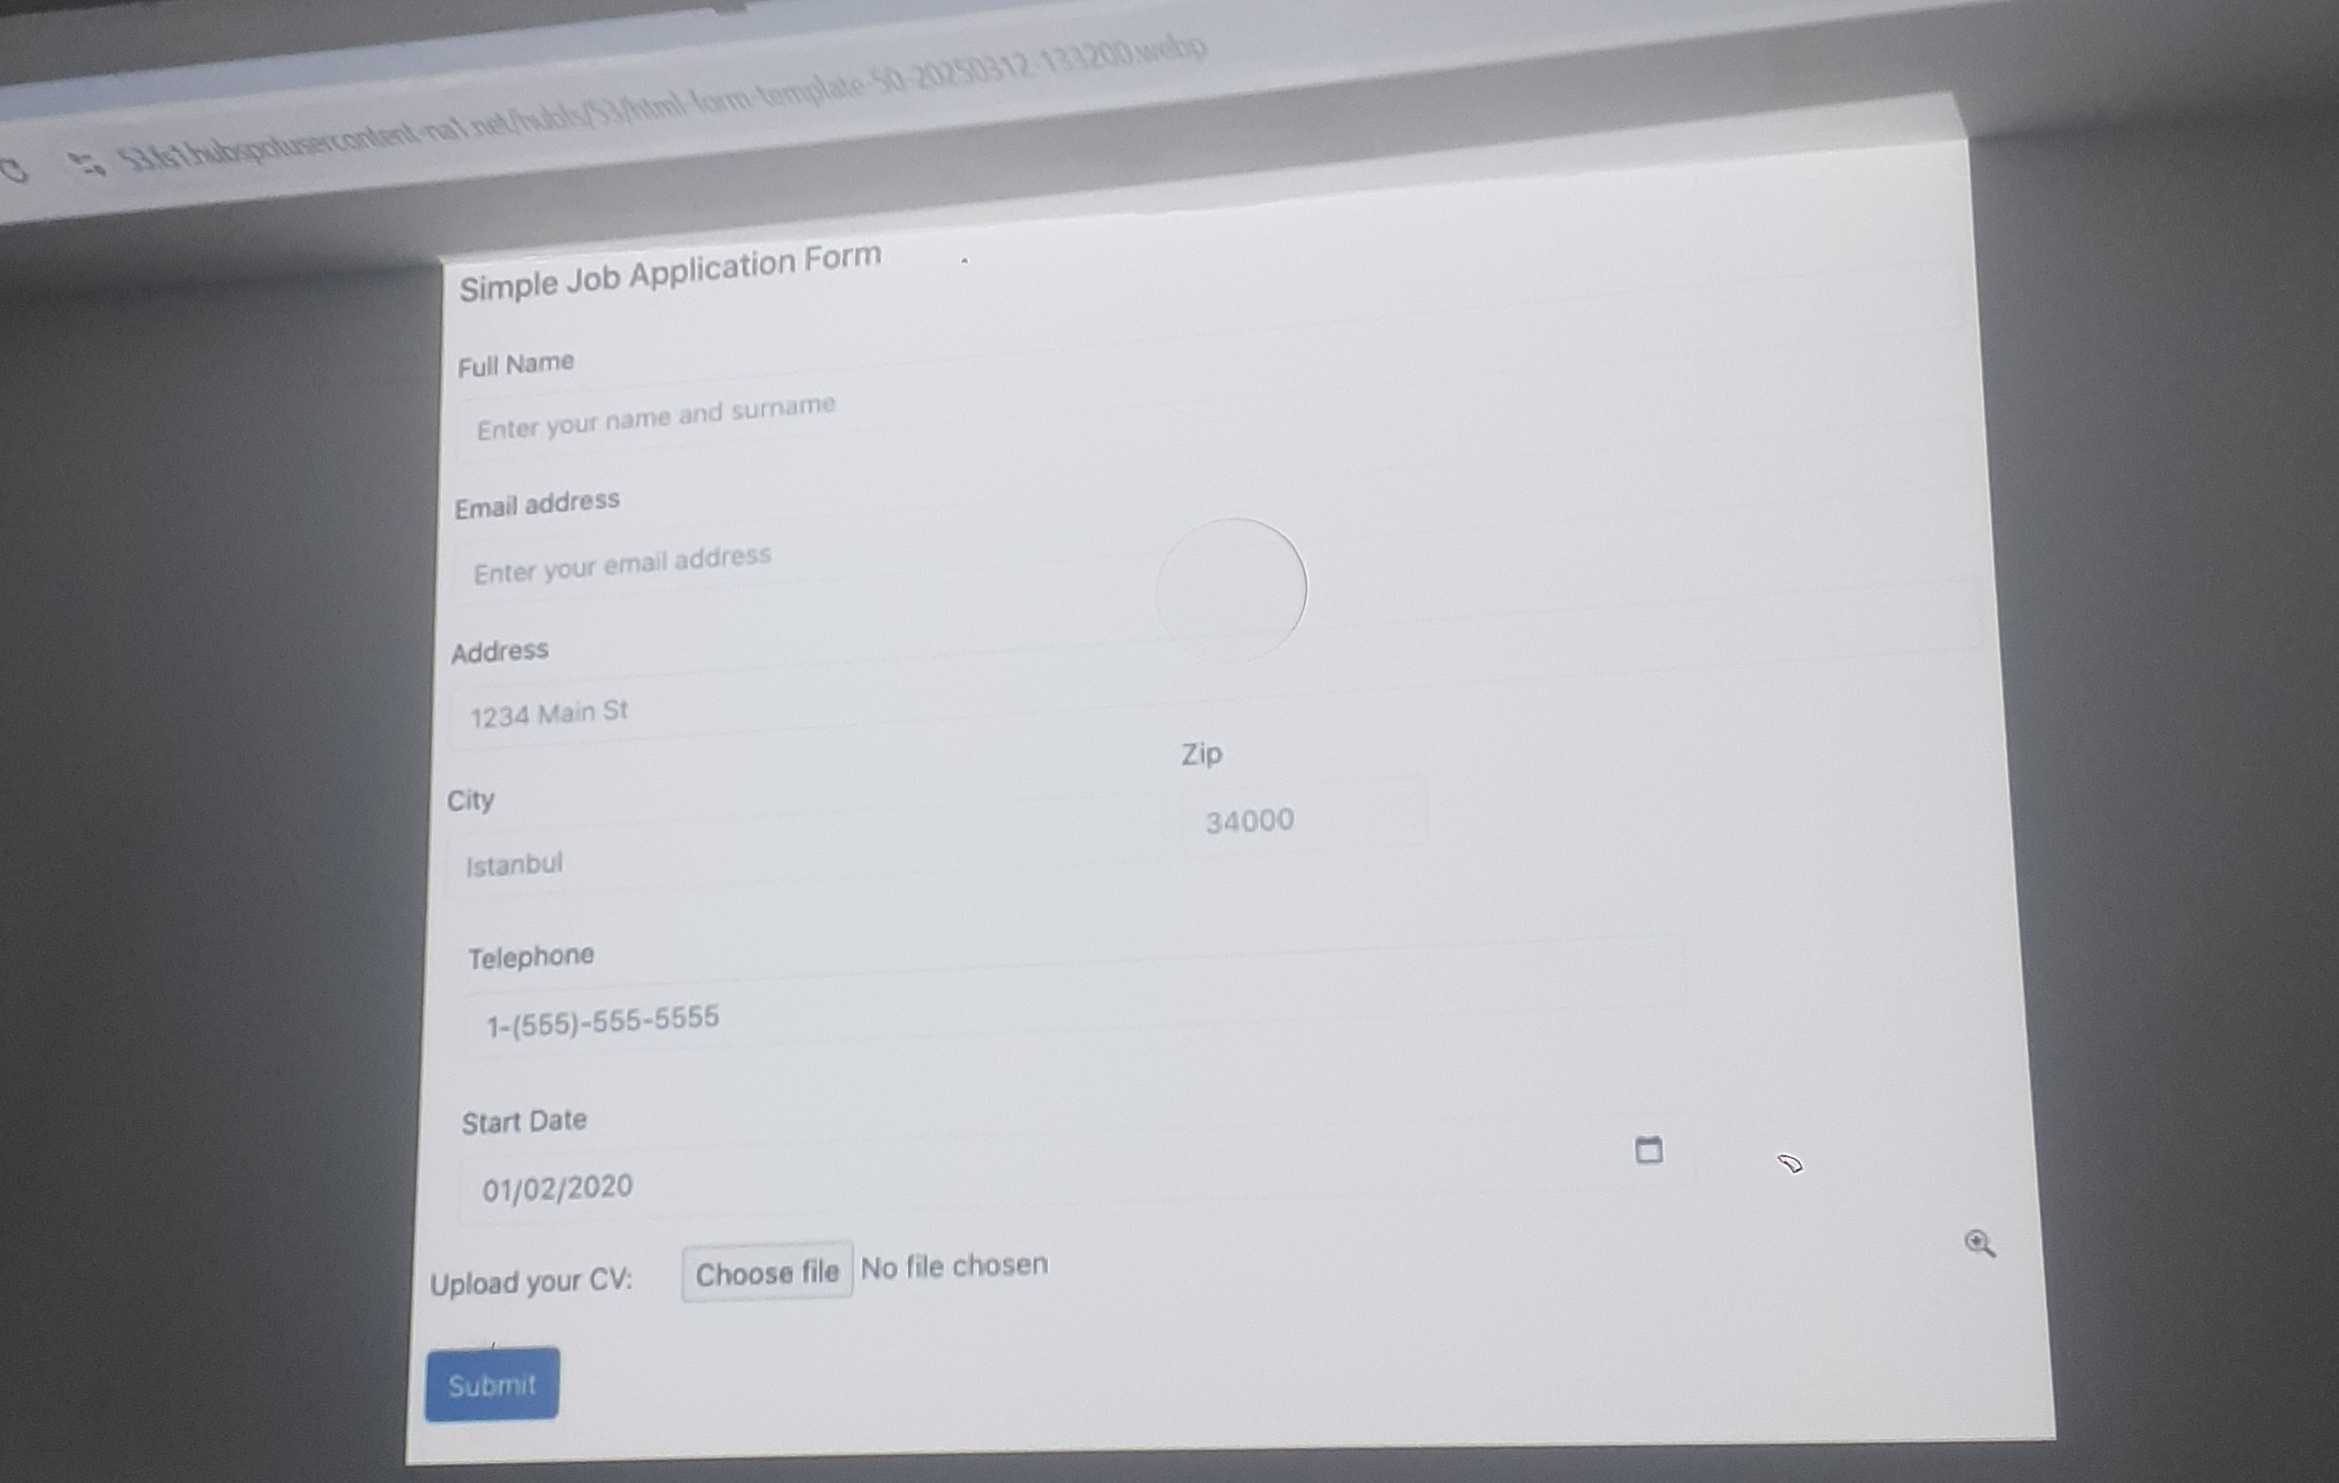 53.fs1.hubspotusercontent-na1.net/hubfs/53/html-form-template-50-20250312-133200.webp
Simple Job Application Form
Full Name
Enter your name and surname
Email address
Enter your email address
Address
1234 Main St
City
Zip
Istanbul
34000
Telephone
1-(555)-555-5555
Start Date
01/02/2020
Upload your CV: Choose file No file chosen
Submit